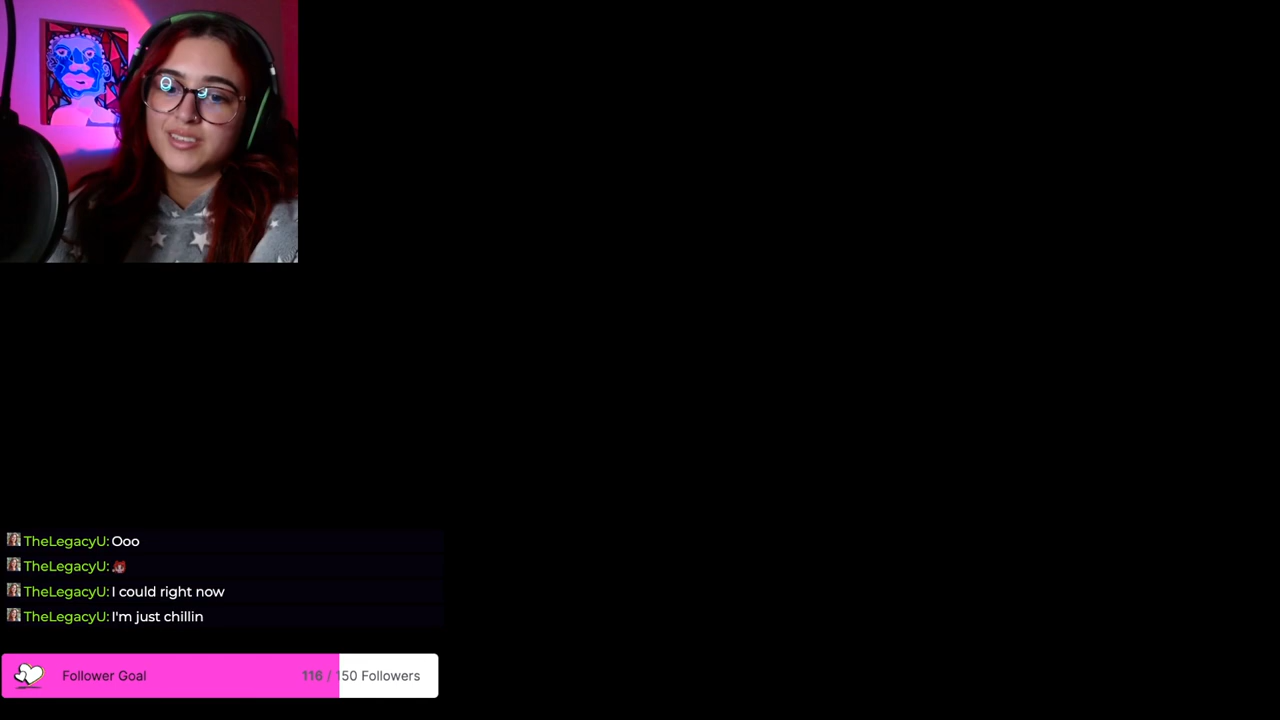 TheLegacyU: Ooo
TheLegacyU:
TheLegacyU: I could right now
TheLegacyU: I'm just chillin
Follower Goal 116 / 150 Followers